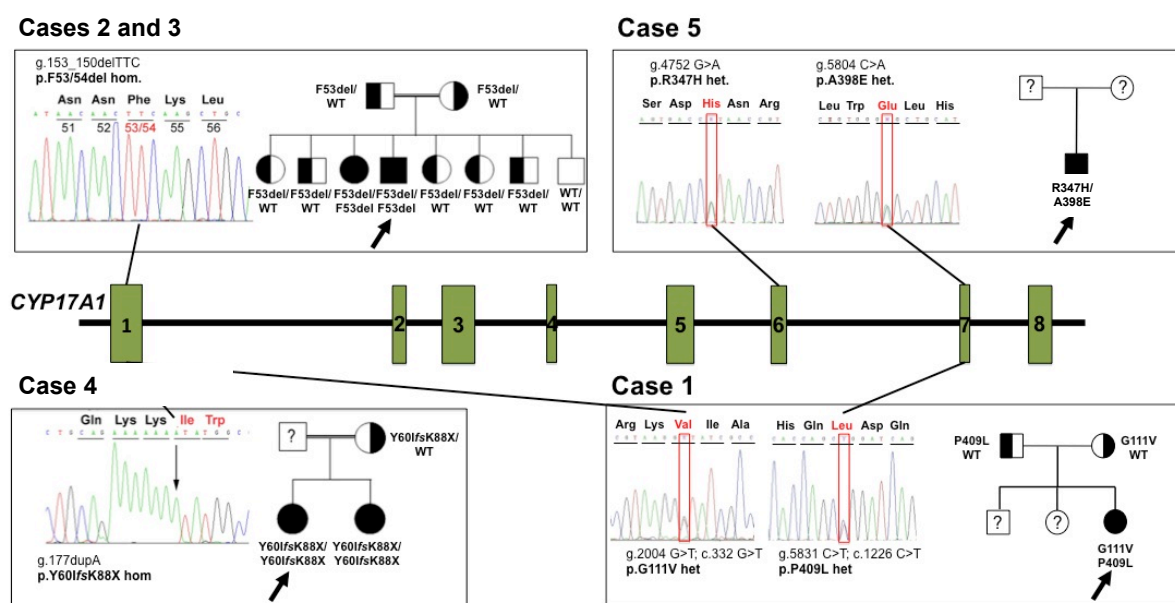 Cases 2 and 3
g.153_150delTTC
p.F53/54del hom.
Asn Asn Phe Lys Leu
A T A A C A A C T T C A A G C T G C
51 52 53/54 55 56
F53del/
WT
F53del/
WT
F53del/
WT
F53del/
WT
F53del/
F53del
F53del/
F53del
F53del/
WT
F53del/
WT
F53del/
WT
WT/
WT
Case 5
g.4752 G>A
p.R347H het.
Ser Asp His Asn Arg
g.5804 C>A
p.A398E het.
Leu Trp Glu Leu His
?
?
R347H/
A398E
CYP17A1
1
2
3
4
5
6
7
8
Case 4
Gln Lys Lys Ile Trp
C T G C A G A A A A A A A T A T G G C
g.177dupA
p.Y60IfsK88X hom
?
Y60IfsK88X/
WT
Y60IfsK88X/
Y60IfsK88X
Y60IfsK88X/
Y60IfsK88X
Case 1
Arg Lys Val Ile Ala
g.2004 G>T; c.332 G>T
p.G111V het
His Gln Leu Asp Gln
g.5831 C>T; c.1226 C>T
p.P409L het
P409L
WT
G111V
WT
?
?
G111V
P409L